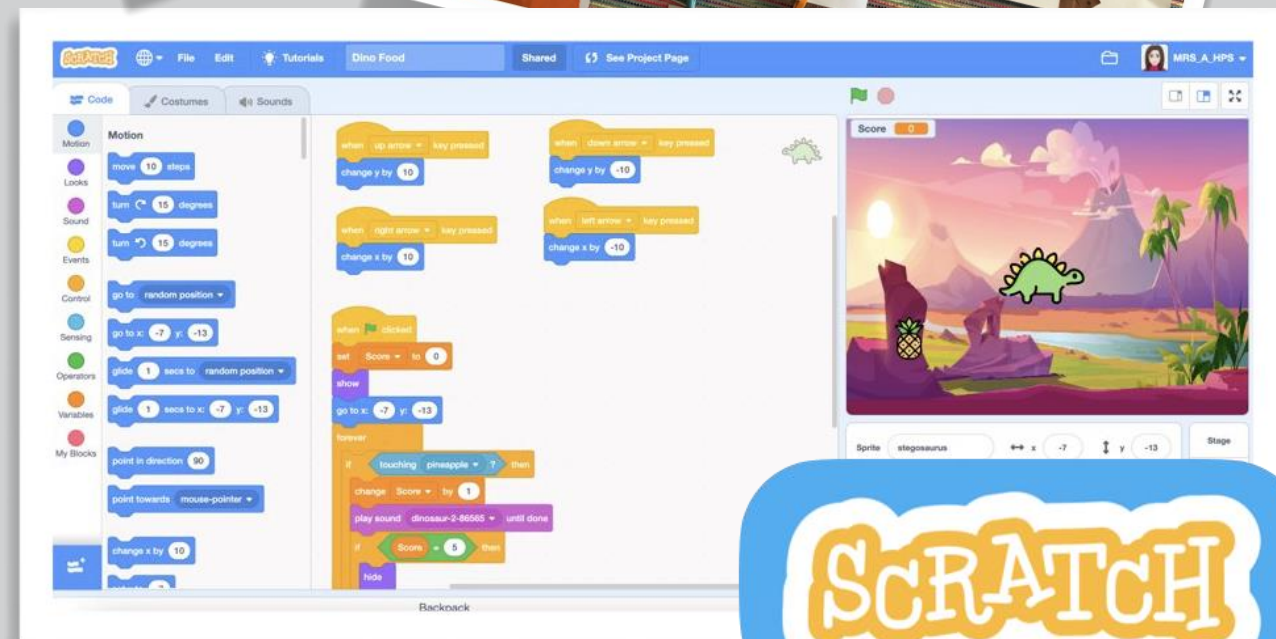 SCRATCH File Edit Tutorials Dino Food Shared See Project Page MRS_A_HPS
Code Costumes Sounds
Motion
Looks
Sound
Events
Control
Sensing
Operators
Variables
My Blocks
Motion
move 10 steps
turn 15 degrees
turn 15 degrees
go to random position
go to x: -7 y: -13
glide 1 secs to random position
glide 1 secs to x: -7 y: -13
point in direction 90
point towards mouse-pointer
change x by 10
when up arrow key pressed
change y by 10
when down arrow key pressed
change y by -10
when right arrow key pressed
change x by 10
when left arrow key pressed
change x by -10
when clicked
set Score to 0
show
go to x: -7 y: -13
forever
if touching pineapple ? then
change Score by 1
play sound dinosaur-2-86565 until done
if Score = 5 then
hide
Score 0
Sprite stegosaurus x -7 y -13
Stage
Backpack
SCRATCH